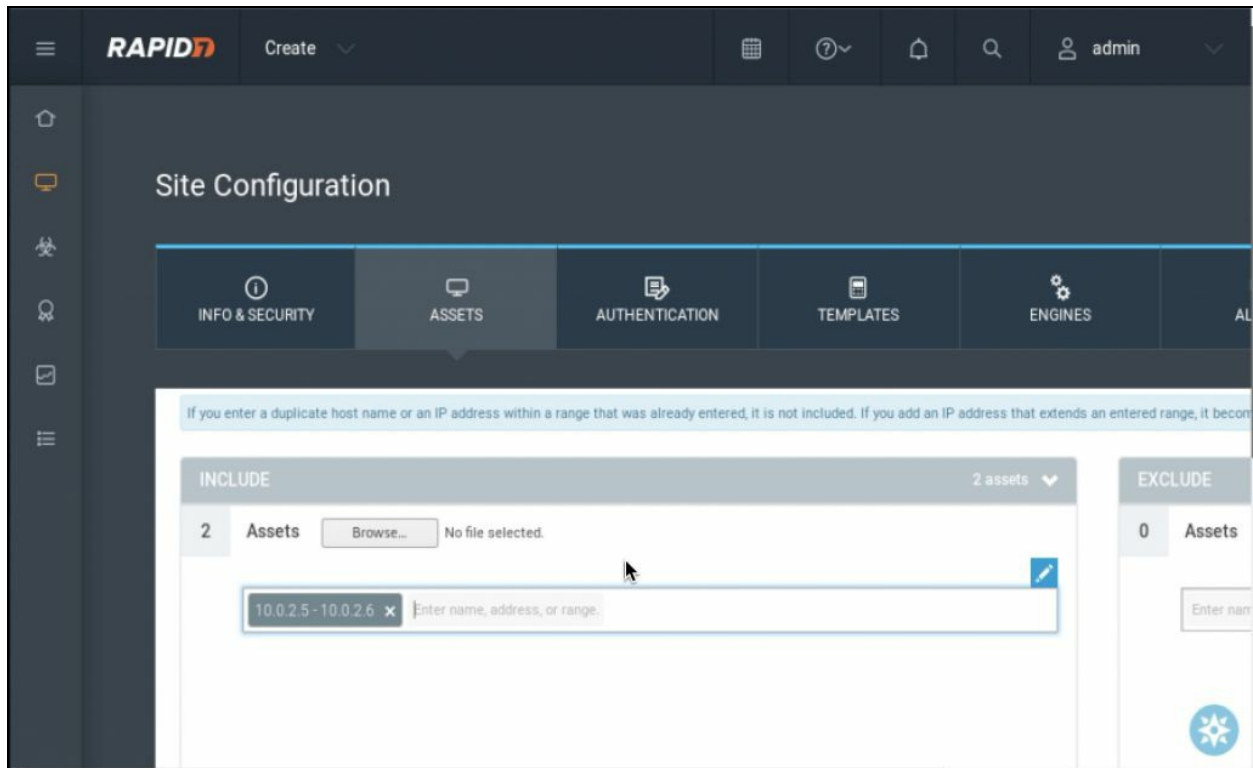 RAPID7 Create admin
Site Configuration
INFO & SECURITY ASSETS AUTHENTICATION TEMPLATES ENGINES AL
If you enter a duplicate host name or an IP address within a range that was already entered, it is not included. If you add an IP address that extends an entered range, it becom
INCLUDE 2 assets EXCLUDE
2 Assets Browse... No file selected. 0 Assets
10.0.2.5 - 10.0.2.6 × Enter name, address, or range. Enter nam